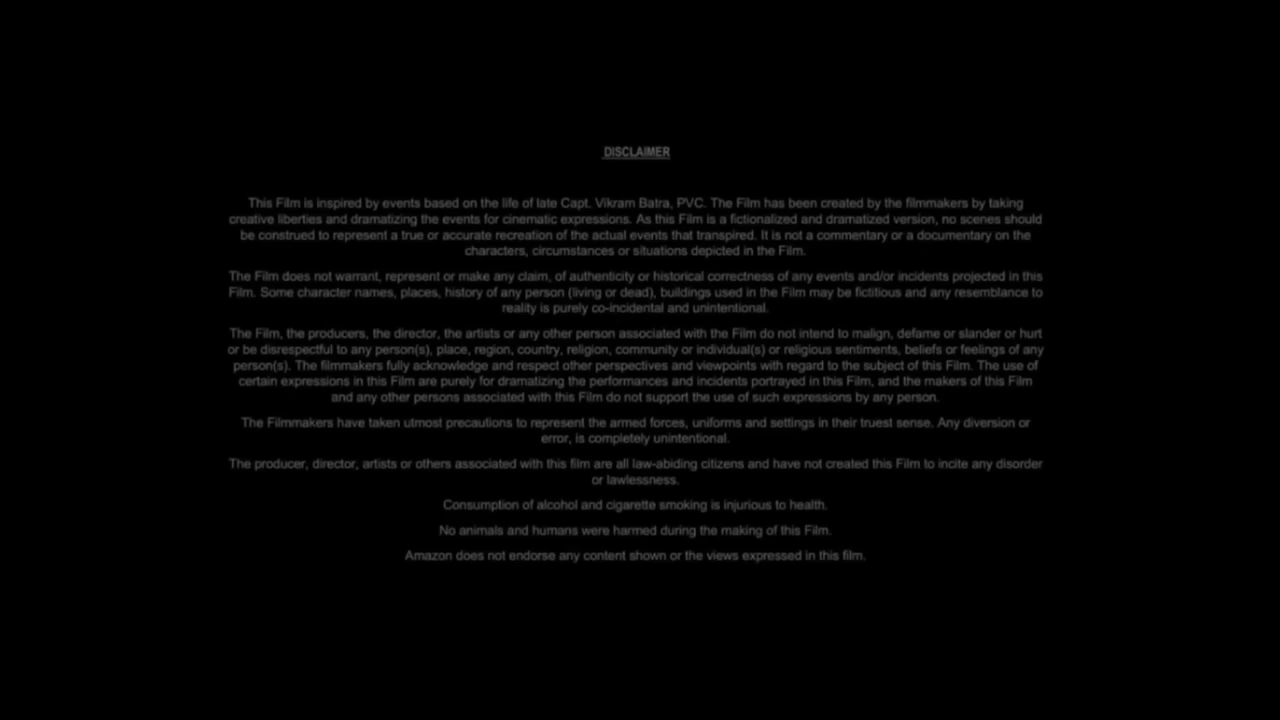 DISCLAIMER
This Film is inspired by events based on the life of late Capt. Vikram Batra, PVC. The Film has been created by the filmmakers by taking
creative liberties and dramatizing the events for cinematic expressions. As this Film is a fictionalized and dramatized version, no scenes should
be construed to represent a true or accurate recreation of the actual events that transpired. It is not a commentary or a documentary on the
characters, circumstances or situations depicted in the Film.
The Film does not warrant, represent or make any claim, of authenticity or historical correctness of any events and/or incidents projected in this
Film. Some character names, places, history of any person (living or dead), buildings used in the Film may be fictitious and any resemblance to
reality is purely co-incidental and unintentional.
The Film, the producers, the director, the artists or any other person associated with the Film do not intend to malign, defame or slander or hurt
or be disrespectful to any person(s), place, region, country, religion, community or individual(s) or religious sentiments, beliefs or feelings of any
person(s). The filmmakers fully acknowledge and respect other perspectives and viewpoints with regard to the subject of this Film. The use of
certain expressions in this Film are purely for dramatizing the performances and incidents portrayed in this Film, and the makers of this Film
and any other persons associated with this Film do not support the use of such expressions by any person.
The Filmmakers have taken utmost precautions to represent the armed forces, uniforms and settings in their truest sense. Any diversion or
error, is completely unintentional.
The producer, director, artists or others associated with this film are all law-abiding citizens and have not created this Film to incite any disorder
or lawlessness.
Consumption of alcohol and cigarette smoking is injurious to health.
No animals and humans were harmed during the making of this Film.
Amazon does not endorse any content shown or the views expressed in this film.